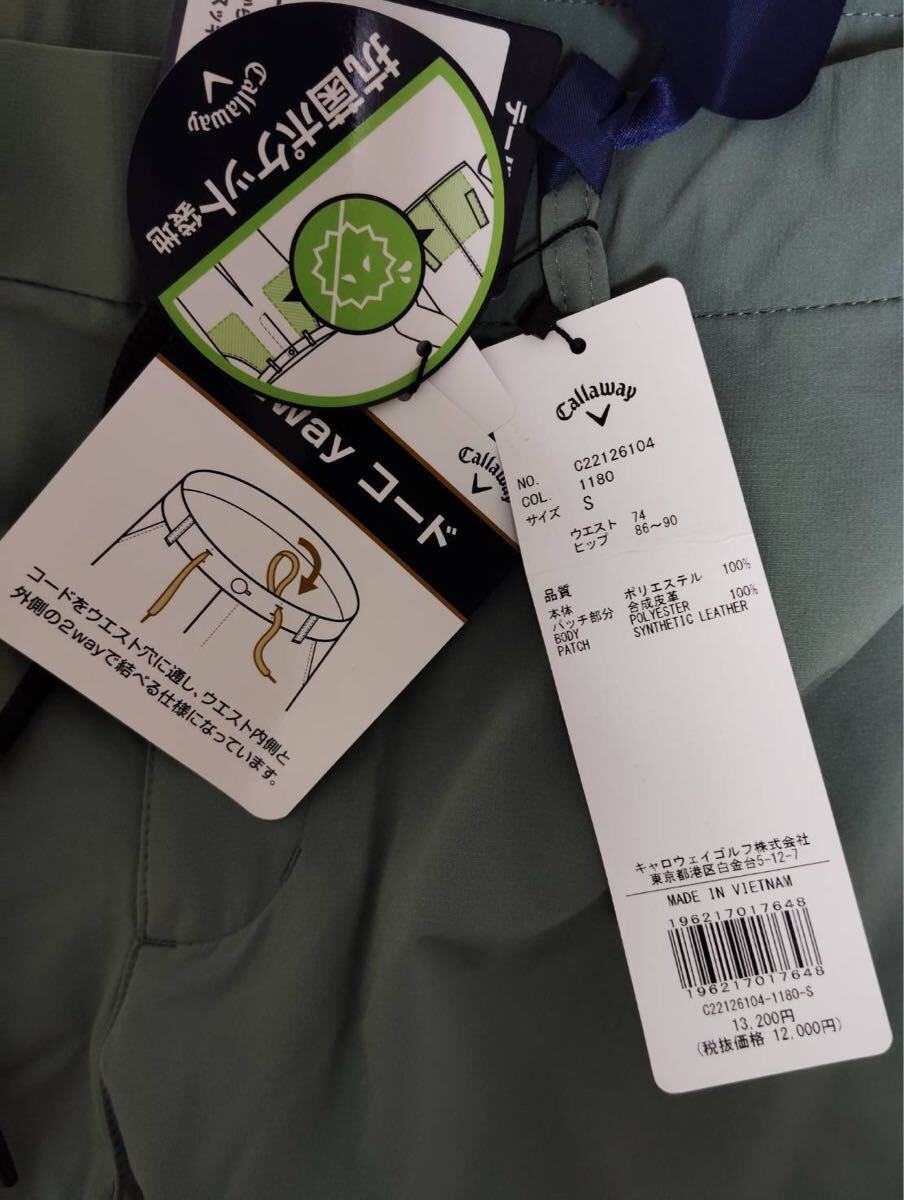 Callaway
抗菌ポケット袋地
way コード
コードをウエスト穴に通し、ウエスト内側と
外側の2wayで結べる仕様になっています。
Callaway
Callaway
NO. C22126104
COL. 1180
サイズ S
ウエスト 74
ヒップ 86～90
品質
本体 ポリエステル 100%
パッチ部分 合成皮革
BODY POLYESTER 100%
PATCH SYNTHETIC LEATHER
キャロウェイゴルフ株式会社
東京都港区白金台5-12-7
MADE IN VIETNAM
196217017648
196217017648
C22126104-1180-S
13,200円
(税抜価格 12,000円)